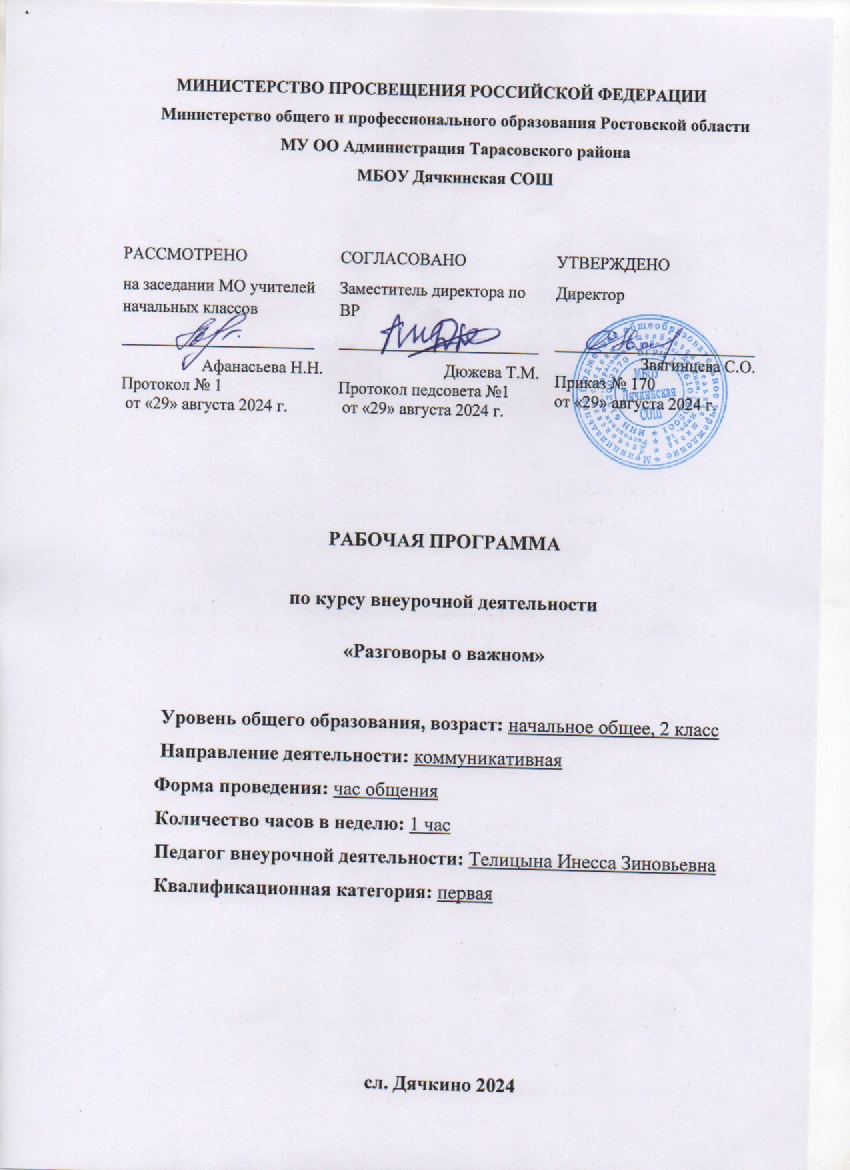 МИНИСТЕРСТВО ПРОСВЕЩЕНИЯ РОССИЙСКОЙ ФЕДЕРАЦИИ
Министерство общего и профессионального образования Ростовской области
МУ ОО Администрация Тарасовского района
МБОУ Дячкинская СОШ
РАССМОТРЕНО
на заседании МО учителей
начальных классов
Афанасьева Н.Н.
Протокол № 1
от «29» августа 2024 г.
СОГЛАСОВАНО
Заместитель директора по
ВР
Дюжева Т.М.
Протокол педсовета №1
от «29» августа 2024 г.
УТВЕРЖДЕНО
Директор
Звягинцева С.О.
Приказ № 170
от «29» августа 2024 г.
МБОУ
Дячкинская
СОШ
РАБОЧАЯ ПРОГРАММА
по курсу внеурочной деятельности
«Разговоры о важном»
Уровень общего образования, возраст: начальное общее, 2 класс
Направление деятельности: коммуникативная
Форма проведения: час общения
Количество часов в неделю: 1 час
Педагог внеурочной деятельности: Телицына Инесса Зиновьевна
Квалификационная категория: первая
сл. Дячкино 2024